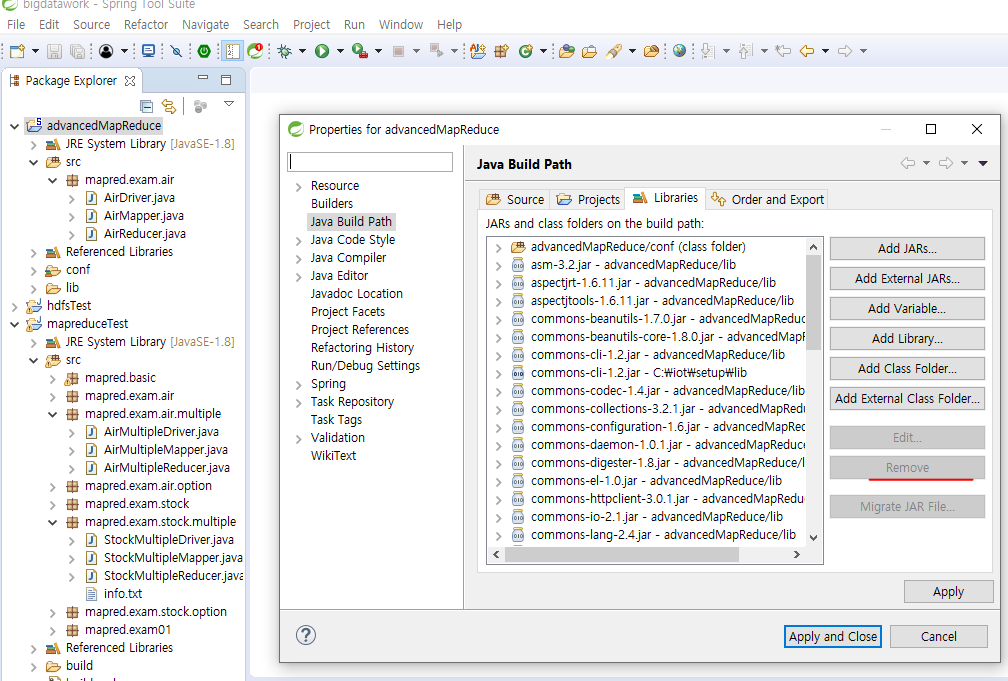 bigdatawork - Spring Tool Suite
File Edit Source Refactor Navigate Search Project Run Window Help
Package Explorer
advancedMapReduce
JRE System Library [JavaSE-1.8]
src
mapred.exam.air
AirDriver.java
AirMapper.java
AirReducer.java
Referenced Libraries
conf
lib
hdfsTest
mapreduceTest
JRE System Library [JavaSE-1.8]
src
mapred.basic
mapred.exam.air
mapred.exam.air.multiple
AirMultipleDriver.java
AirMultipleMapper.java
AirMultipleReducer.java
mapred.exam.air.option
mapred.exam.stock
mapred.exam.stock.multiple
StockMultipleDriver.java
StockMultipleMapper.java
StockMultipleReducer.java
info.txt
mapred.exam.stock.option
mapred.exam01
Referenced Libraries
build
Properties for advancedMapReduce
Resource
Builders
Java Build Path
Java Code Style
Java Compiler
Java Editor
Javadoc Location
Project Facets
Project References
Refactoring History
Run/Debug Settings
Spring
Task Repository
Task Tags
Validation
WikiText
Java Build Path
Source Projects Libraries Order and Export
JARs and class folders on the build path:
advancedMapReduce/conf (class folder)
asm-3.2.jar - advancedMapReduce/lib
aspectjrt-1.6.11.jar - advancedMapReduce/lib
aspectjtools-1.6.11.jar - advancedMapReduce/lib
commons-beanutils-1.7.0.jar - advancedMapReduc
commons-beanutils-core-1.8.0.jar - advancedMapR
commons-cli-1.2.jar - advancedMapReduce/lib
commons-cli-1.2.jar - C:₩iot₩setup₩lib
commons-codec-1.4.jar - advancedMapReduce/lib
commons-collections-3.2.1.jar - advancedMapRedu
commons-configuration-1.6.jar - advancedMapRedu
commons-daemon-1.0.1.jar - advancedMapReduce
commons-digester-1.8.jar - advancedMapReduce/l
commons-el-1.0.jar - advancedMapReduce/lib
commons-httpclient-3.0.1.jar - advancedMapRedu
commons-io-2.1.jar - advancedMapReduce/lib
commons-lang-2.4.jar - advancedMapReduce/lib
Add JARs...
Add External JARs...
Add Variable...
Add Library...
Add Class Folder...
Add External Class Folder...
Edit...
Remove
Migrate JAR File...
Apply
Apply and Close Cancel